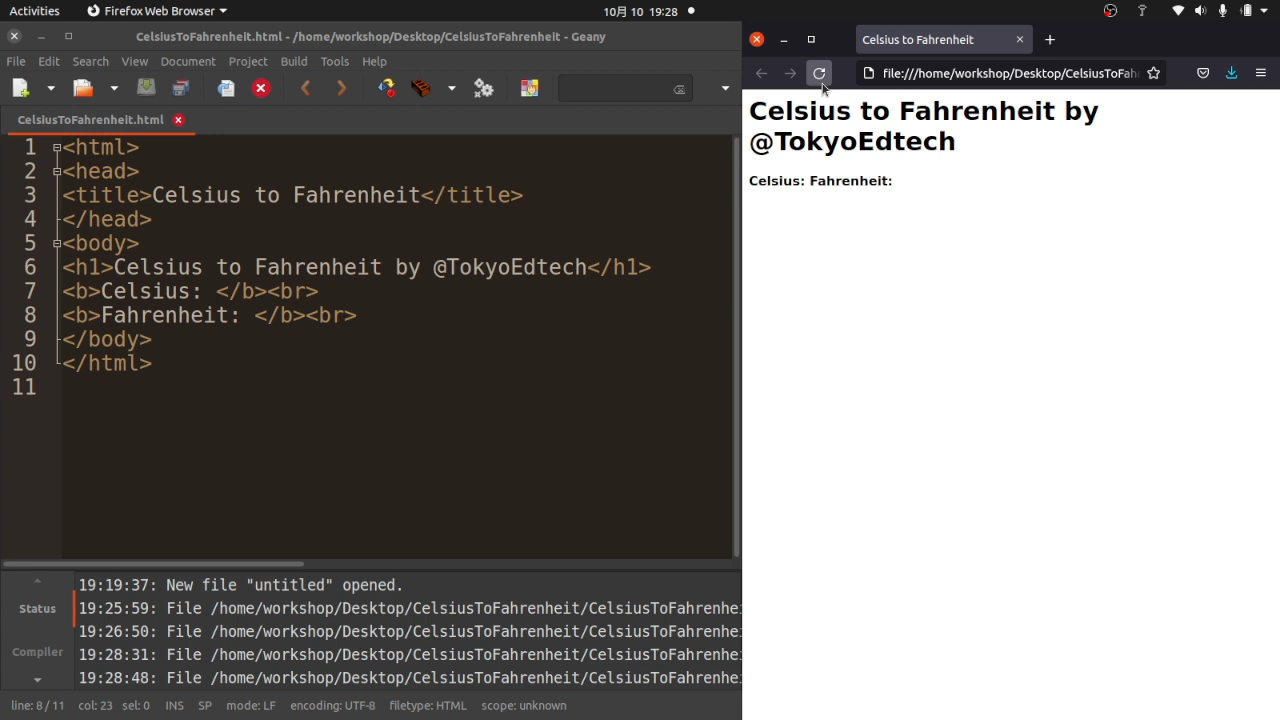 Activities Firefox Web Browser 10月 10 19:28
CelsiusToFahrenheit.html - /home/workshop/Desktop/CelsiusToFahrenheit - Geany
File Edit Search View Document Project Build Tools Help
CelsiusToFahrenheit.html
1 <html>
2 <head>
3 <title>Celsius to Fahrenheit</title>
4 </head>
5 <body>
6 <h1>Celsius to Fahrenheit by @TokyoEdtech</h1>
7 <b>Celsius: </b><br>
8 <b>Fahrenheit: </b><br>
9 </body>
10 </html>
11
Status
Compiler
19:19:37: New file "untitled" opened.
19:25:59: File /home/workshop/Desktop/CelsiusToFahrenheit/CelsiusToFahrenhe
19:26:50: File /home/workshop/Desktop/CelsiusToFahrenheit/CelsiusToFahrenhe
19:28:31: File /home/workshop/Desktop/CelsiusToFahrenheit/CelsiusToFahrenhe
19:28:48: File /home/workshop/Desktop/CelsiusToFahrenheit/CelsiusToFahrenhe
line: 8 / 11 col: 23 sel: 0 INS SP mode: LF encoding: UTF-8 filetype: HTML scope: unknown
Celsius to Fahrenheit
file:///home/workshop/Desktop/CelsiusToFah
Celsius to Fahrenheit by
@TokyoEdtech
Celsius: Fahrenheit: